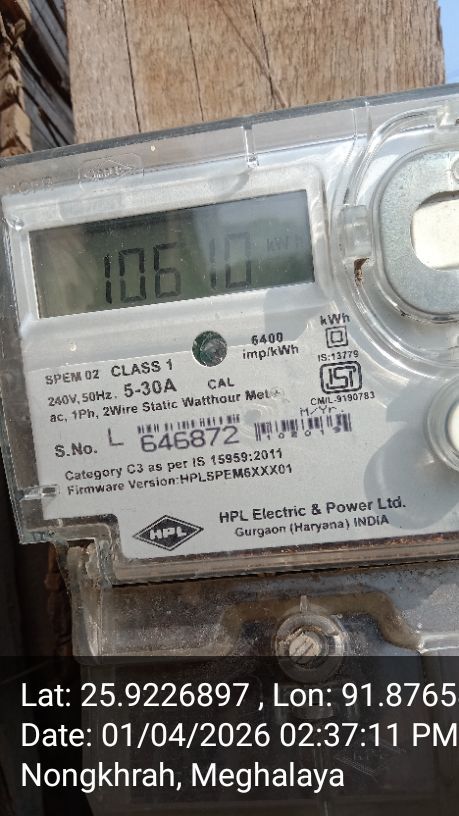 10610 kWh
6400
imp/kWh
kWh
IS:13779
ISI
CM/L-9190783
SPEM 02 CLASS 1
240V, 50Hz, 5-30A CAL
ac, 1Ph, 2Wire Static Watthour Met
M/Yr.
S.No. L 646872
Category C3 as per IS 15959:2011
Firmware Version:HPLSPEM6XXX01
HPL
HPL Electric & Power Ltd.
Gurgaon (Haryana) INDIA
Lat: 25.9226897 , Lon: 91.8765
Date: 01/04/2026 02:37:11 PM
Nongkhrah, Meghalaya